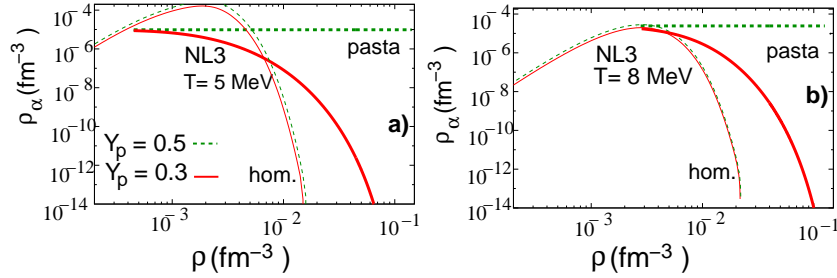 ρα(fm−3)
10−4
10−6
10−8
10−10
10−12
10−14
NL3
T= 5 MeV
pasta
a)
Yp = 0.5
Yp = 0.3
hom.
10−3
10−2
10−1
ρ (fm−3)
ρα(fm−3)
10−4
10−6
10−8
10−10
10−12
10−14
NL3
T= 8 MeV
pasta
b)
hom.
10−3
10−2
10−1
ρ (fm−3)